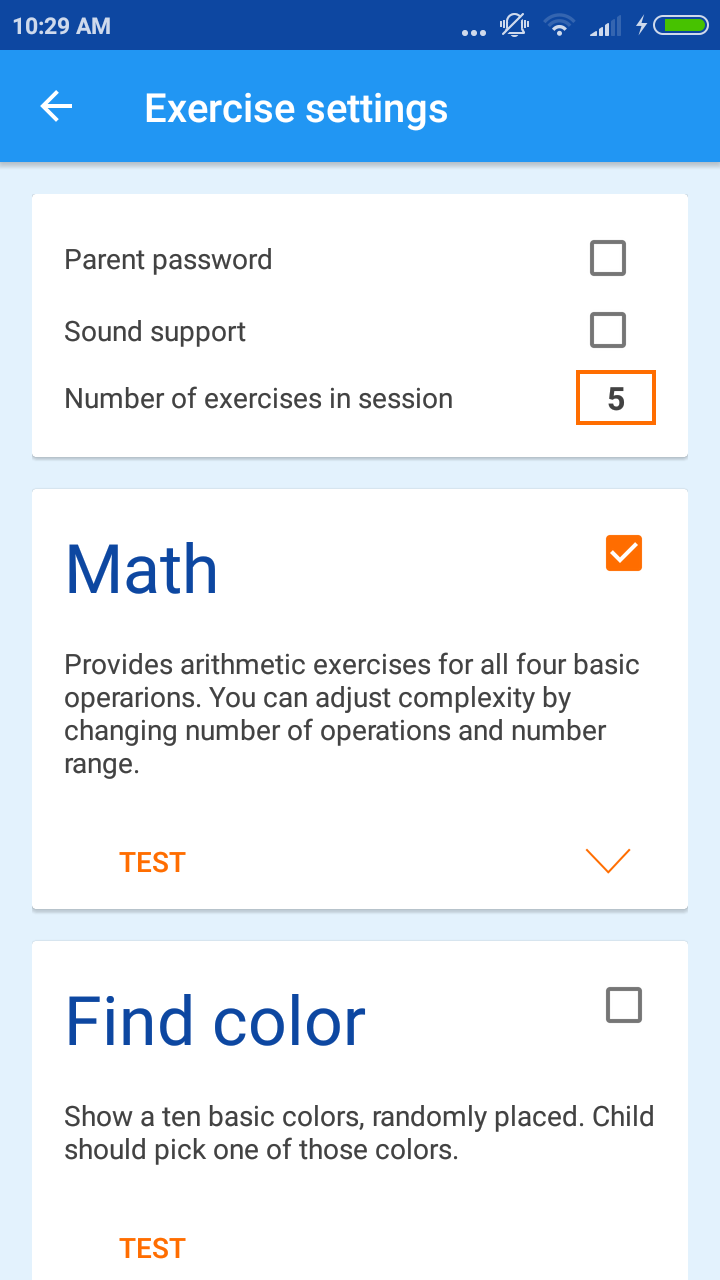 10:29 AM
Exercise settings
Parent password
Sound support
Number of exercises in session 5
Math
Provides arithmetic exercises for all four basic
operarions. You can adjust complexity by
changing number of operations and number
range.
TEST
Find color
Show a ten basic colors, randomly placed. Child
should pick one of those colors.
TEST